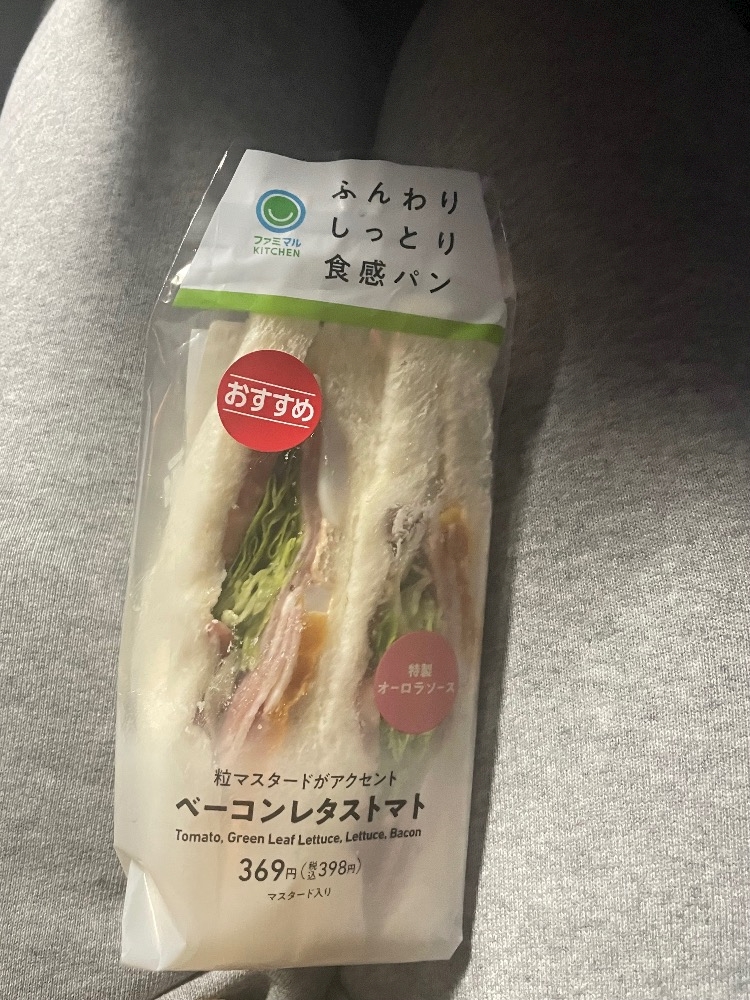 ふんわり
しっとり
食感パン
ファミマル
KITCHEN
おすすめ
特製
オーロラソース
粒マスタードがアクセント
ベーコンレタストマト
Tomato, Green Leaf Lettuce, Lettuce, Bacon
369円(税込398円)
マスタード入り